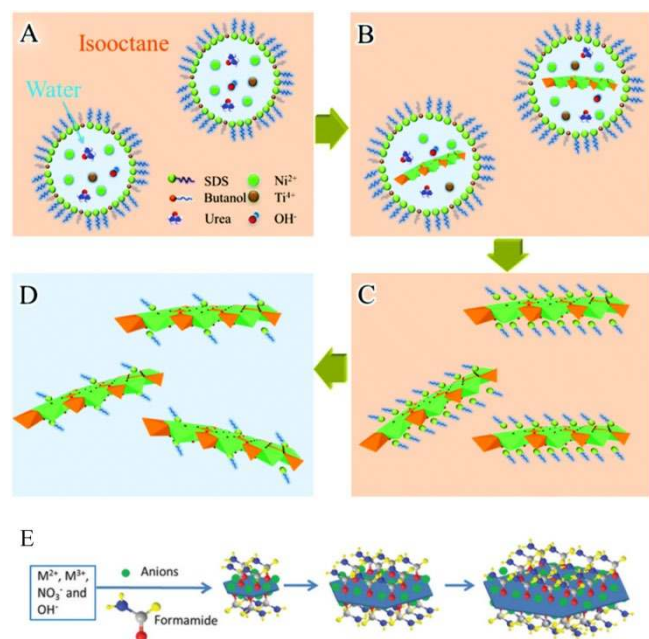 A
Isooctane
Water
SDS
Ni²⁺
Butanol
Ti⁴⁺
Urea
OH⁻
B
D
C
E
M²⁺, M³⁺,
NO₃⁻ and
OH⁻
Anions
Formamide